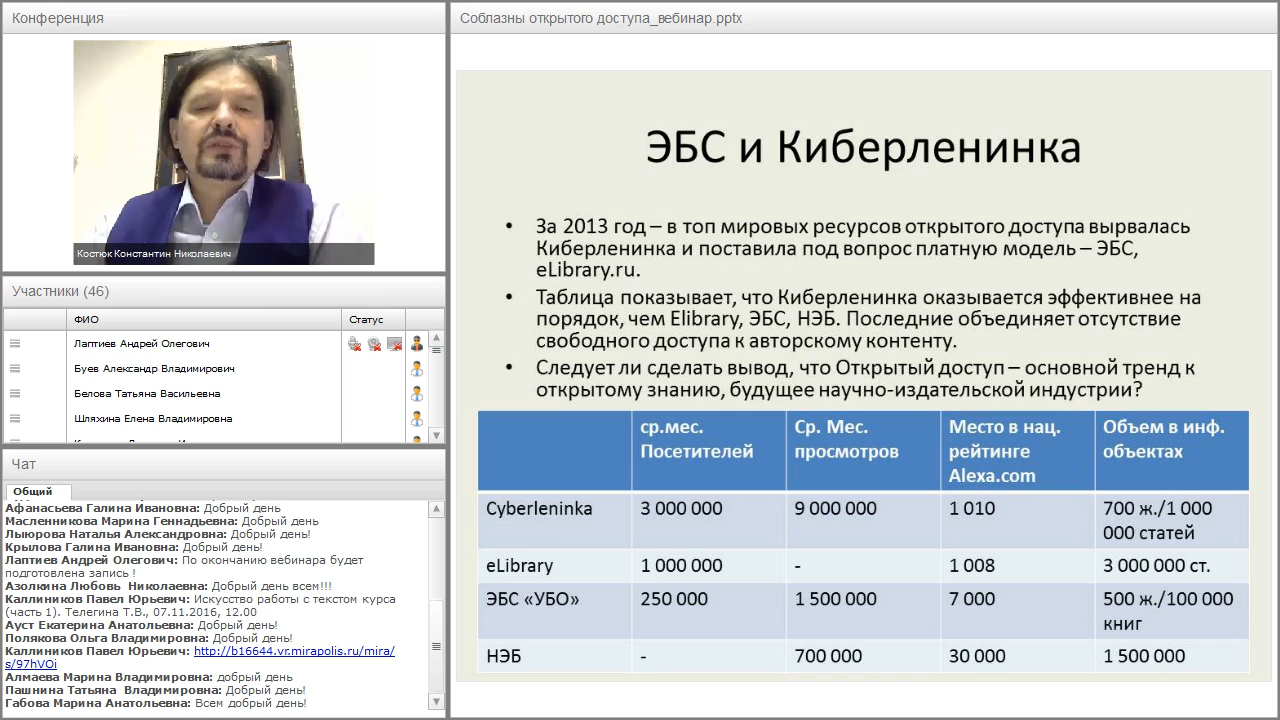 Конференция
Костюк Константин Николаевич
Участники (46)
ФИО
Статус
Лаптиев Андрей Олегович
Буев Александр Владимирович
Белова Татьяна Васильевна
Шляхина Елена Владимировна
Чат
Общий
Афанасьева Галина Ивановна: Добрый день
Масленникова Марина Геннадьевна: Добрый день
Лыюрова Наталья Александровна: Добрый день!
Крылова Галина Ивановна: Добрый день!
Лаптиев Андрей Олегович: По окончанию вебинара будет
подготовлена запись !
Азолкина Любовь Николаевна: Добрый день всем!!!
Каллиников Павел Юрьевич: Искусство работы с текстом курса
(часть 1). Телегина Т.В., 07.11.2016, 12.00
Ауст Екатерина Анатольевна: Добрый день!
Полякова Ольга Владимировна: Добрый день!
Каллиников Павел Юрьевич: http://b16644.vr.mirapolis.ru/mira/
s/97hVOi
Алмаева Марина Владимировна: добрый день
Пашнина Татьяна Владимировна: Добрый день!
Габова Марина Анатольевна: Всем добрый день!
Соблазны открытого доступа_вебинар.pptx
ЭБС и Киберленинка
• За 2013 год – в топ мировых ресурсов открытого доступа вырвалась
Киберленинка и поставила под вопрос платную модель – ЭБС,
eLibrary.ru.
• Таблица показывает, что Киберленинка оказывается эффективнее на
порядок, чем Elibrary, ЭБС, НЭБ. Последние объединяет отсутствие
свободного доступа к авторскому контенту.
• Следует ли сделать вывод, что Открытый доступ – основной тренд к
открытому знанию, будущее научно-издательской индустрии?
ср.мес. Ср. Мес. Место в нац. Объем в инф.
Посетителей просмотров рейтинге объектах
Alexa.com
Cyberleninka 3 000 000 9 000 000 1 010 700 ж./1 000
000 статей
eLibrary 1 000 000 - 1 008 3 000 000 ст.
ЭБС «УБО» 250 000 1 500 000 7 000 500 ж./100 000
книг
НЭБ - 700 000 30 000 1 500 000